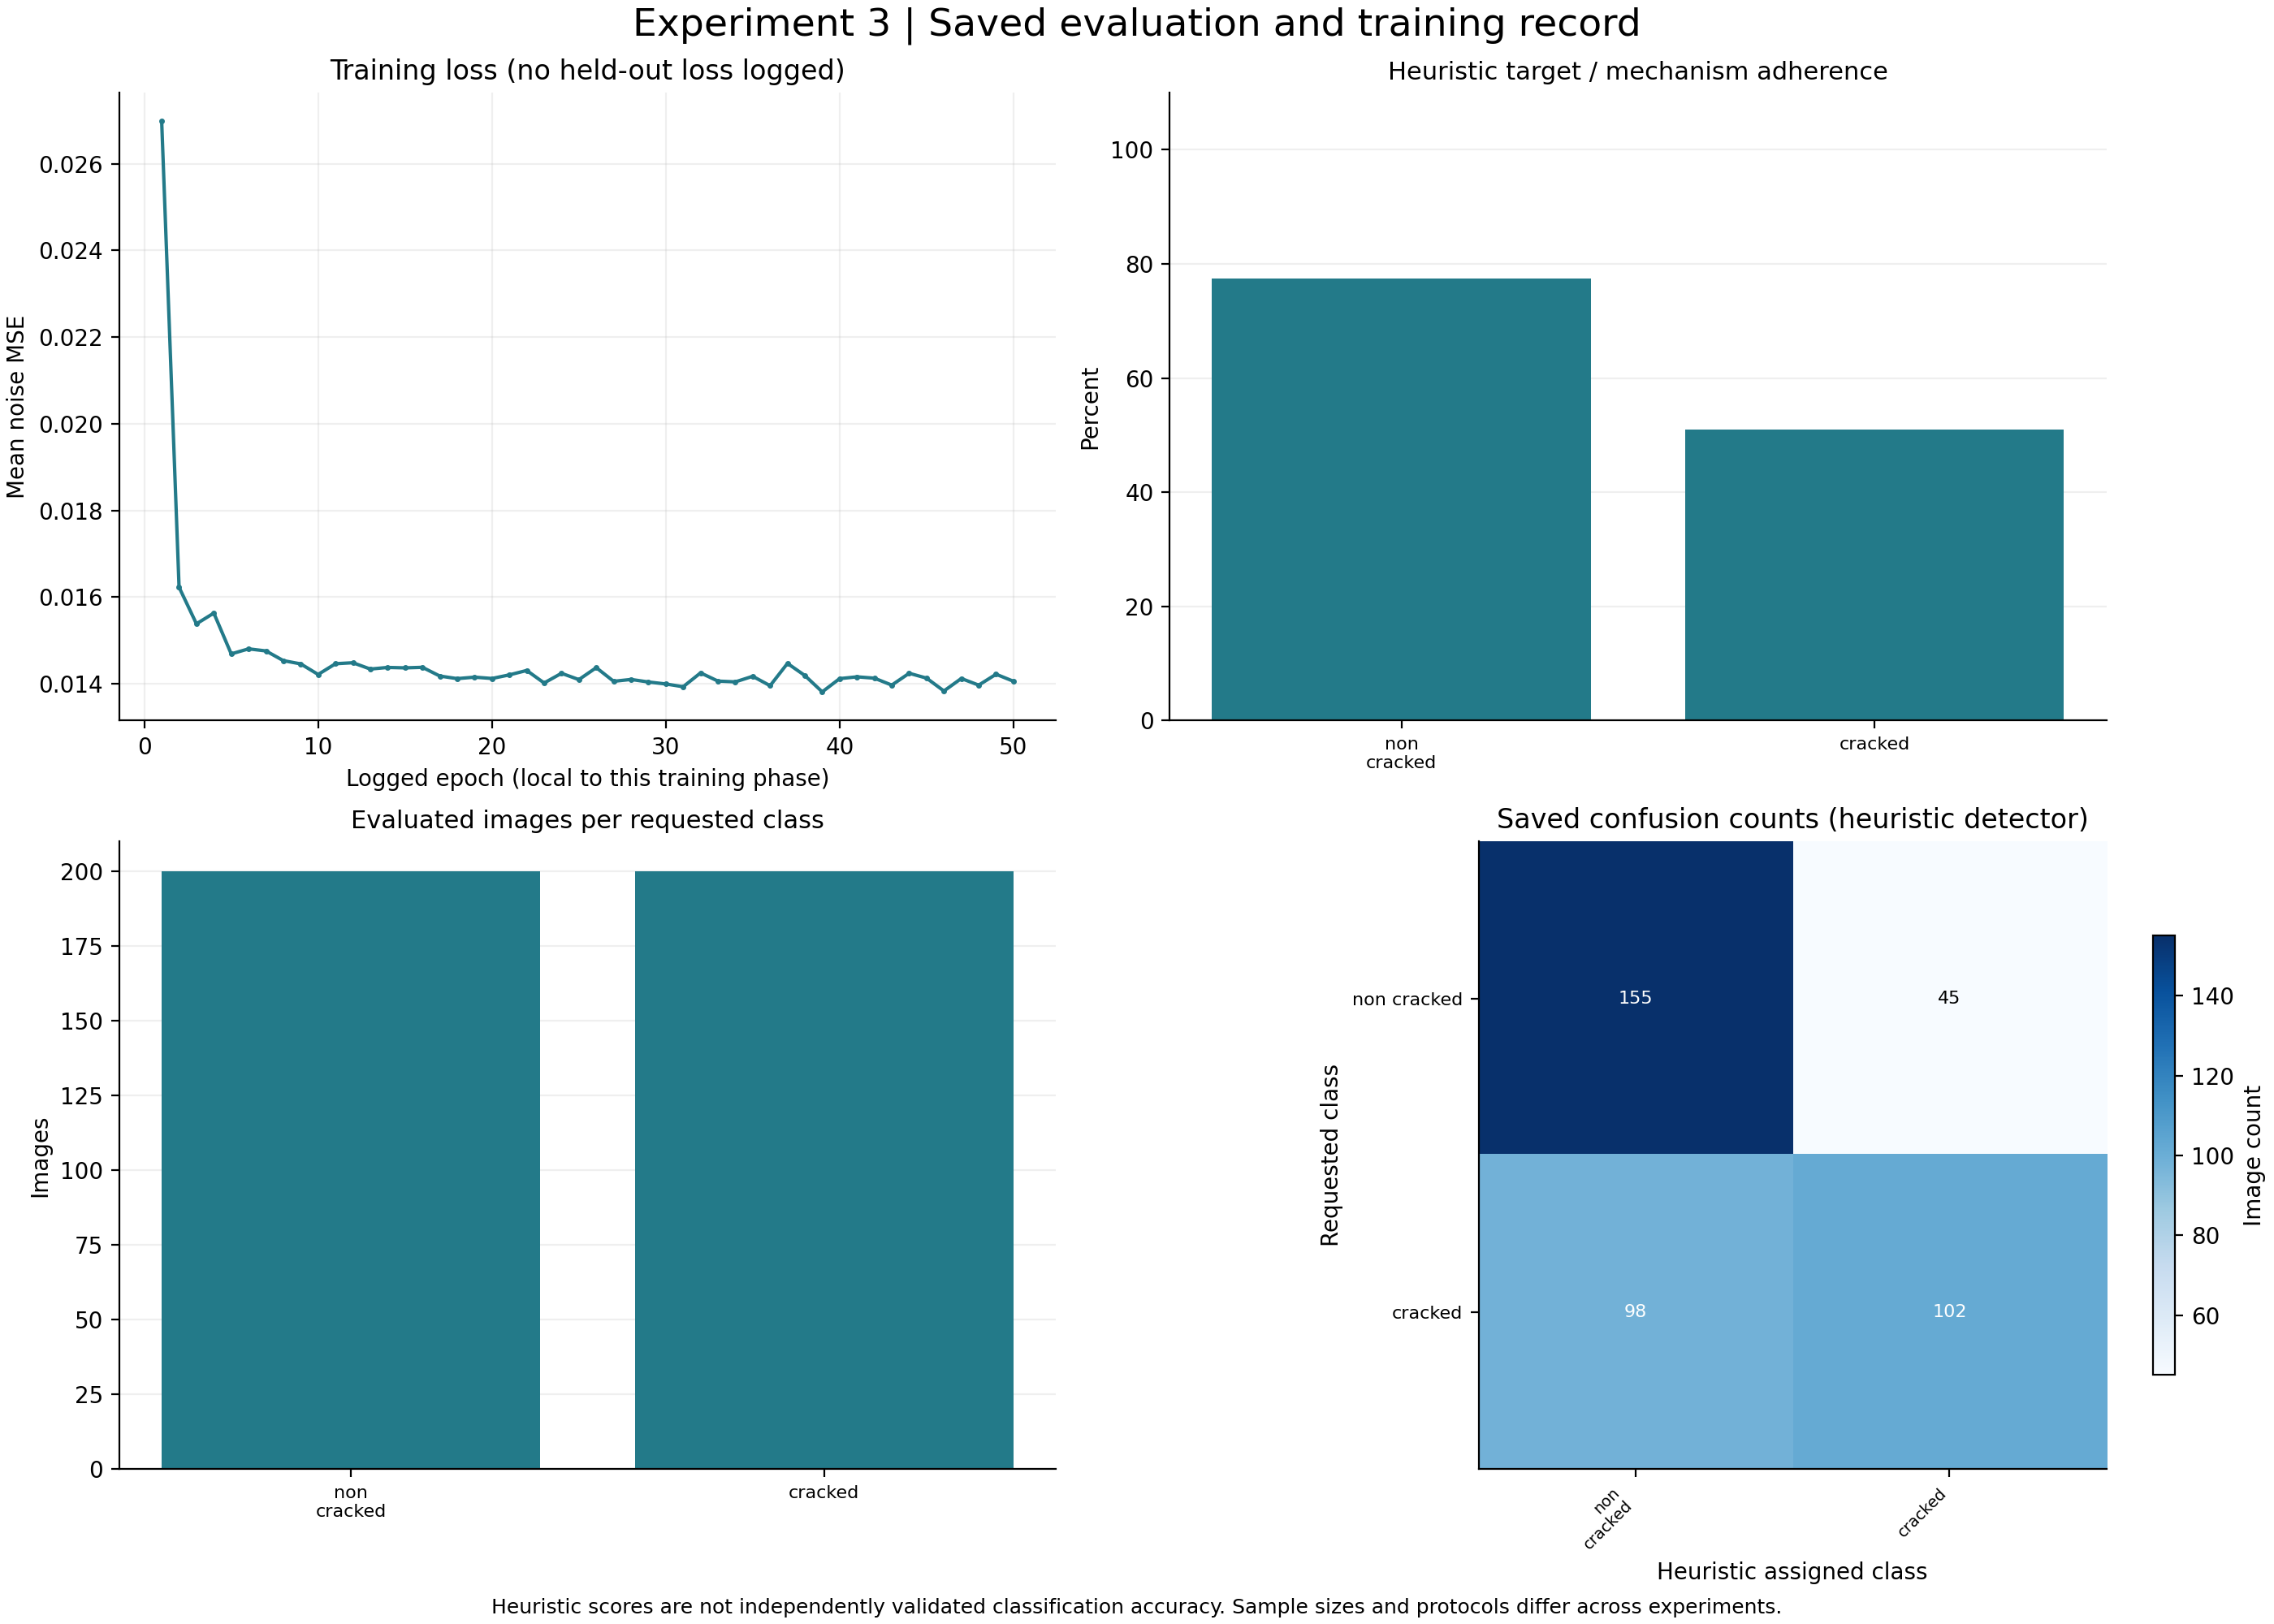 Experiment 3 | Saved evaluation and training record
Training loss (no held-out loss logged)
Mean noise MSE
0.026
0.024
0.022
0.020
0.018
0.016
0.014
0
10
20
30
40
50
Logged epoch (local to this training phase)
Heuristic target / mechanism adherence
Percent
100
80
60
40
20
0
non
cracked
cracked
Evaluated images per requested class
Images
200
175
150
125
100
75
50
25
0
non
cracked
cracked
Saved confusion counts (heuristic detector)
Requested class
non cracked
cracked
155
45
98
102
non
cracked
cracked
Heuristic assigned class
140
120
100
80
60
Image count
Heuristic scores are not independently validated classification accuracy. Sample sizes and protocols differ across experiments.